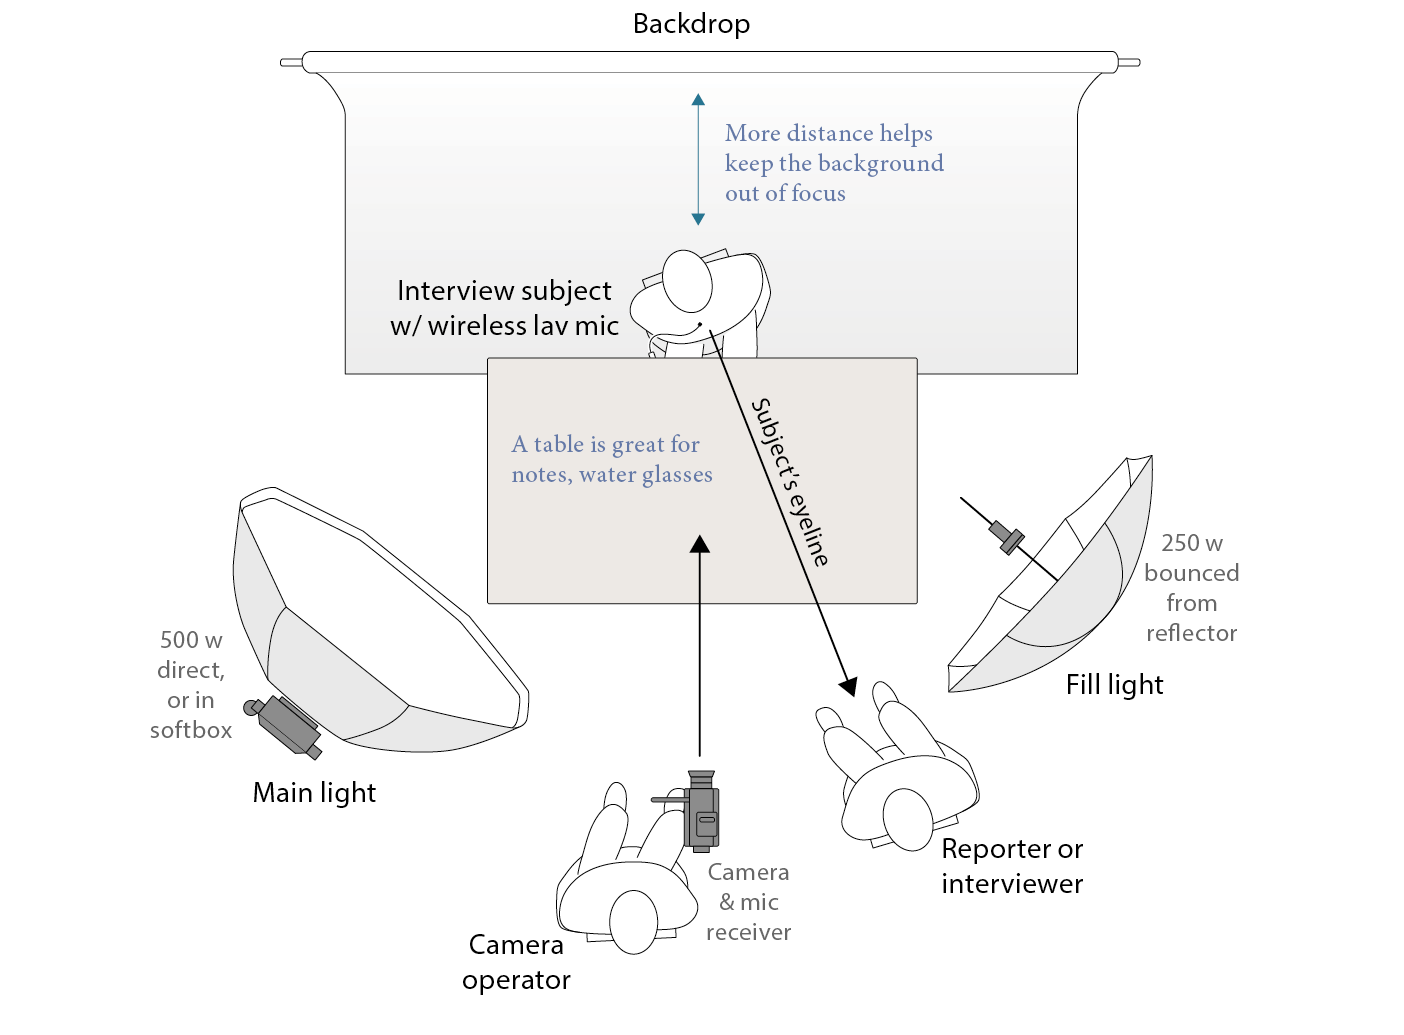 Backdrop
More distance helps
keep the background
out of focus
Interview subject
w/ wireless lav mic
A table is great for
notes, water glasses
Subject's eyeline
250 w
bounced
from
reflector
Fill light
500 w
direct,
or in
softbox
Main light
Reporter or
interviewer
Camera
& mic
receiver
Camera
operator